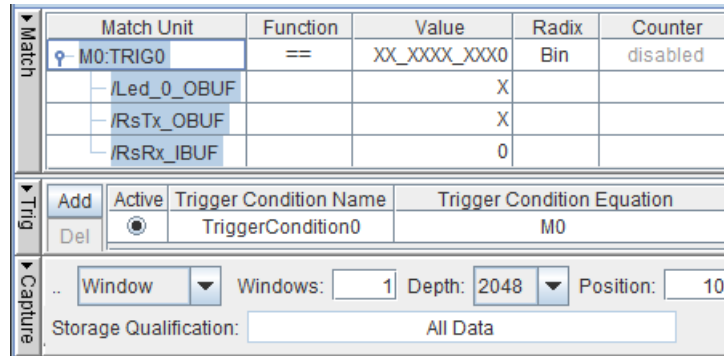 Match
Match Unit Function Value Radix Counter
M0:TRIG0 == XX_XXXX_XXX0 Bin disabled
/Led_0_OBUF X
/RsTx_OBUF X
/RsRx_IBUF 0
Trig
Add Active Trigger Condition Name Trigger Condition Equation
Del TriggerCondition0 M0
Capture
.. Window Windows: 1 Depth: 2048 Position: 10
Storage Qualification: All Data